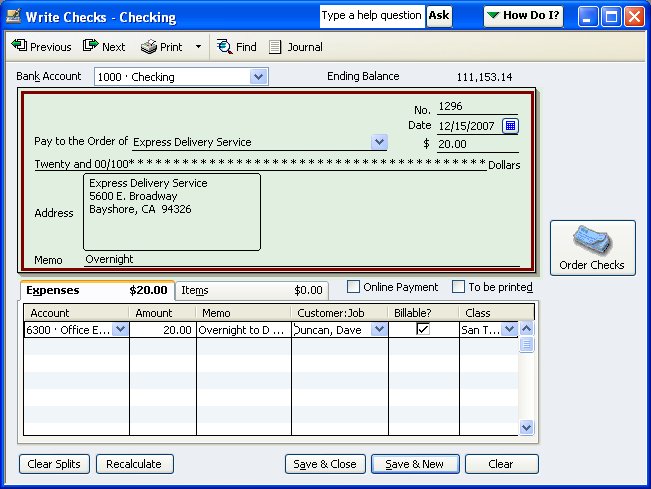 Write Checks - Checking
Type a help question Ask
How Do I?
Previous Next Print Find Journal
Bank Account 1000 · Checking Ending Balance 111,153.14
No. 1296
Date 12/15/2007
Pay to the Order of Express Delivery Service $ 20.00
Twenty and 00/100* * * * * * * * * * * * * * * * * * * * * * * * * * * * * * * * * * * * * * * Dollars
Express Delivery Service
5600 E. Broadway
Address Bayshore, CA 94326
Memo Overnight
Order Checks
Expenses $20.00 Items $0.00 Online Payment To be printed
Account Amount Memo Customer:Job Billable? Class
6300 · Office E... 20.00 Overnight to D ... Duncan, Dave San T...
Clear Splits Recalculate Save & Close Save & New Clear